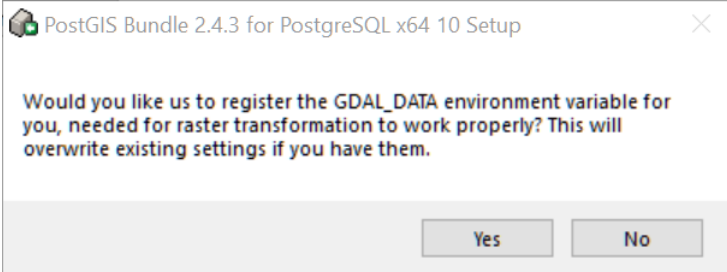 PostGIS Bundle 2.4.3 for PostgreSQL x64 10 Setup
Would you like us to register the GDAL_DATA environment variable for
you, needed for raster transformation to work properly? This will
overwrite existing settings if you have them.
Yes
No